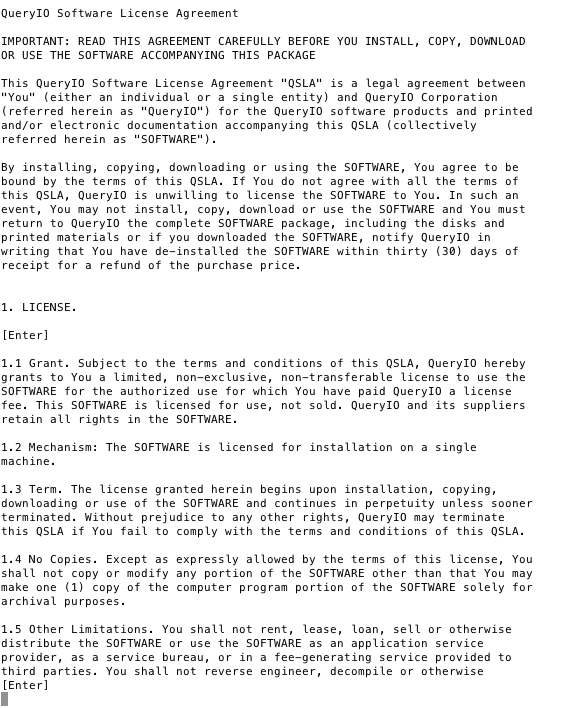 QueryIO Software License Agreement
IMPORTANT: READ THIS AGREEMENT CAREFULLY BEFORE YOU INSTALL, COPY, DOWNLOAD
OR USE THE SOFTWARE ACCOMPANYING THIS PACKAGE
This QueryIO Software License Agreement "QSLA" is a legal agreement between
"You" (either an individual or a single entity) and QueryIO Corporation
(referred herein as "QueryIO") for the QueryIO software products and printed
and/or electronic documentation accompanying this QSLA (collectively
referred herein as "SOFTWARE").
By installing, copying, downloading or using the SOFTWARE, You agree to be
bound by the terms of this QSLA. If You do not agree with all the terms of
this QSLA, QueryIO is unwilling to license the SOFTWARE to You. In such an
event, You may not install, copy, download or use the SOFTWARE and You must
return to QueryIO the complete SOFTWARE package, including the disks and
printed materials or if you downloaded the SOFTWARE, notify QueryIO in
writing that You have de-installed the SOFTWARE within thirty (30) days of
receipt for a refund of the purchase price.
1. LICENSE.
[Enter]
1.1 Grant. Subject to the terms and conditions of this QSLA, QueryIO hereby
grants to You a limited, non-exclusive, non-transferable license to use the
SOFTWARE for the authorized use for which You have paid QueryIO a license
fee. This SOFTWARE is licensed for use, not sold. QueryIO and its suppliers
retain all rights in the SOFTWARE.
1.2 Mechanism: The SOFTWARE is licensed for installation on a single
machine.
1.3 Term. The license granted herein begins upon installation, copying,
downloading or use of the SOFTWARE and continues in perpetuity unless sooner
terminated. Without prejudice to any other rights, QueryIO may terminate
this QSLA if You fail to comply with the terms and conditions of this QSLA.
1.4 No Copies. Except as expressly allowed by the terms of this license, You
shall not copy or modify any portion of the SOFTWARE other than that You may
make one (1) copy of the computer program portion of the SOFTWARE solely for
archival purposes.
1.5 Other Limitations. You shall not rent, lease, loan, sell or otherwise
distribute the SOFTWARE or use the SOFTWARE as an application service
provider, as a service bureau, or in a fee-generating service provided to
third parties. You shall not reverse engineer, decompile or otherwise
[Enter]